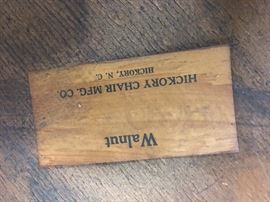 Walnut
HICKORY CHAIR MFG. CO.
HICKORY, N. C.